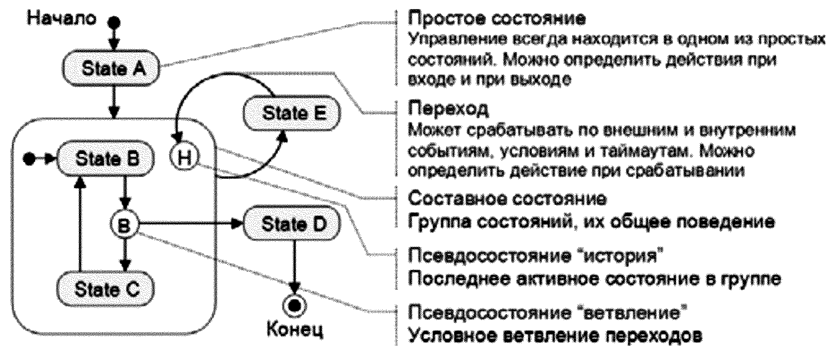 Начало
State A
State B
H
State E
B
State D
State C
Конец
Простое состояние
Управление всегда находится в одном из простых
состояний. Можно определить действия при
входе и при выходе
Переход
Может срабатывать по внешним и внутренним
событиям, условиям и таймаутам. Можно
определить действие при срабатывании
Составное состояние
Группа состояний, их общее поведение
Псевдосостояние “история”
Последнее активное состояние в группе
Псевдосостояние “ветвление”
Условное ветвление переходов